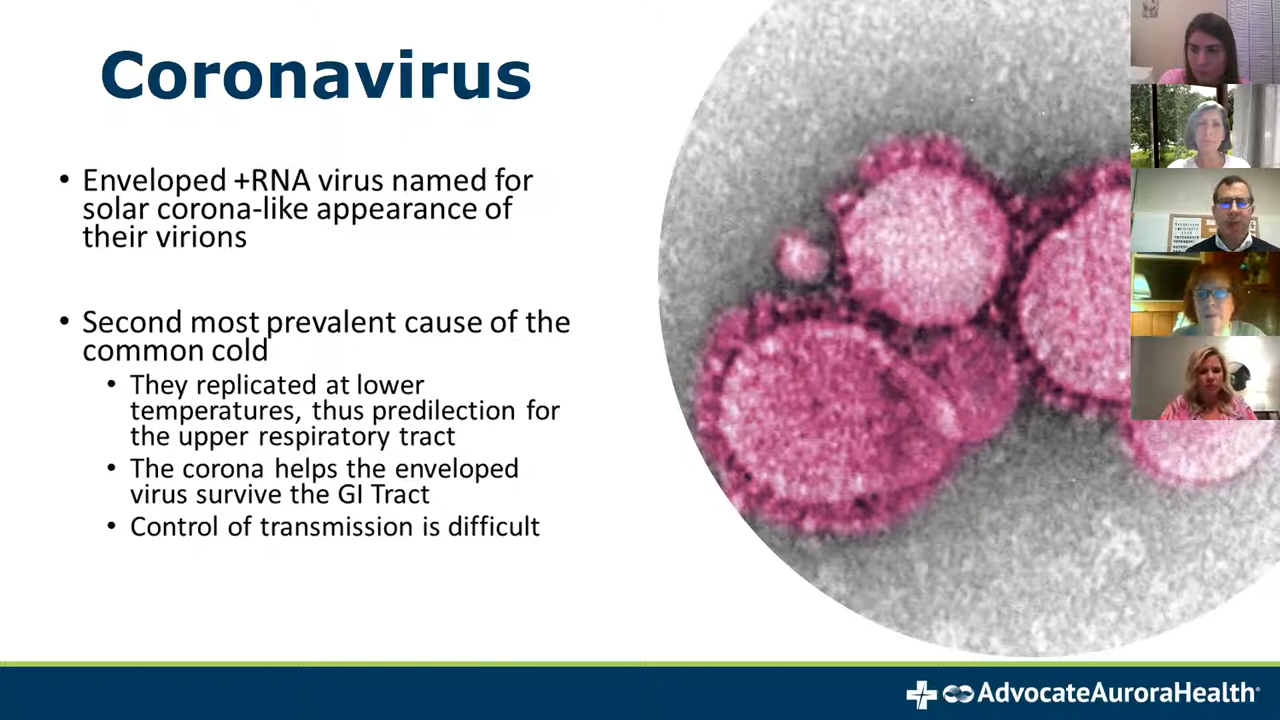 Coronavirus
• Enveloped +RNA virus named for
solar corona-like appearance of
their virions
• Second most prevalent cause of the
common cold
• They replicated at lower
temperatures, thus predilection for
the upper respiratory tract
• The corona helps the enveloped
virus survive the GI Tract
• Control of transmission is difficult
AdvocateAuroraHealth